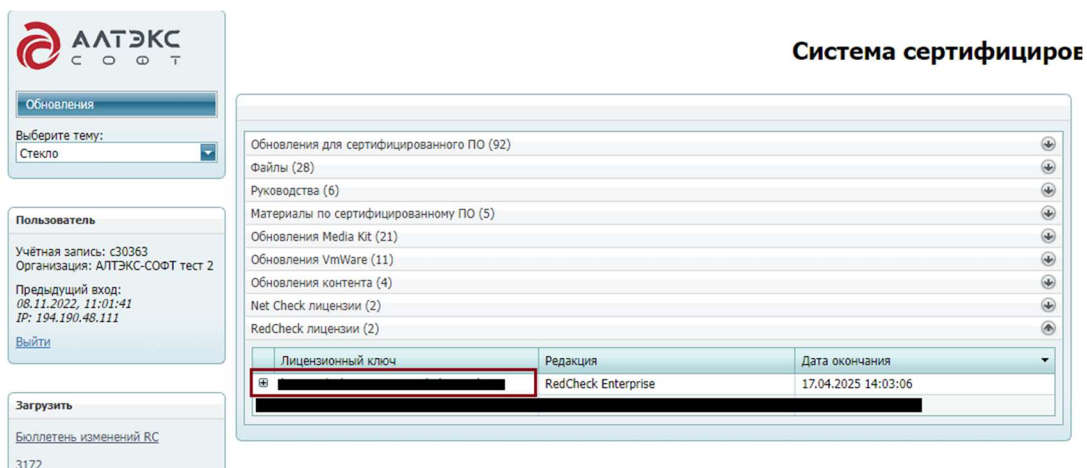 АЛТЭКС
СОФТ
Система сертифициров
Обновления
Выберите тему:
Стекло
Пользователь
Учётная запись: c30363
Организация: АЛТЭКС-СОФТ тест 2
Предыдущий вход:
08.11.2022, 11:01:41
IP: 194.190.48.111
Выйти
Загрузить
Бюллетень изменений RC
3172
Обновления для сертифицированного ПО (92)
Файлы (28)
Руководства (6)
Материалы по сертифицированному ПО (5)
Обновления Media Kit (21)
Обновления VmWare (11)
Обновления контента (4)
Net Check лицензии (2)
RedCheck лицензии (2)
Лицензионный ключ Редакция Дата окончания
RedCheck Enterprise 17.04.2025 14:03:06